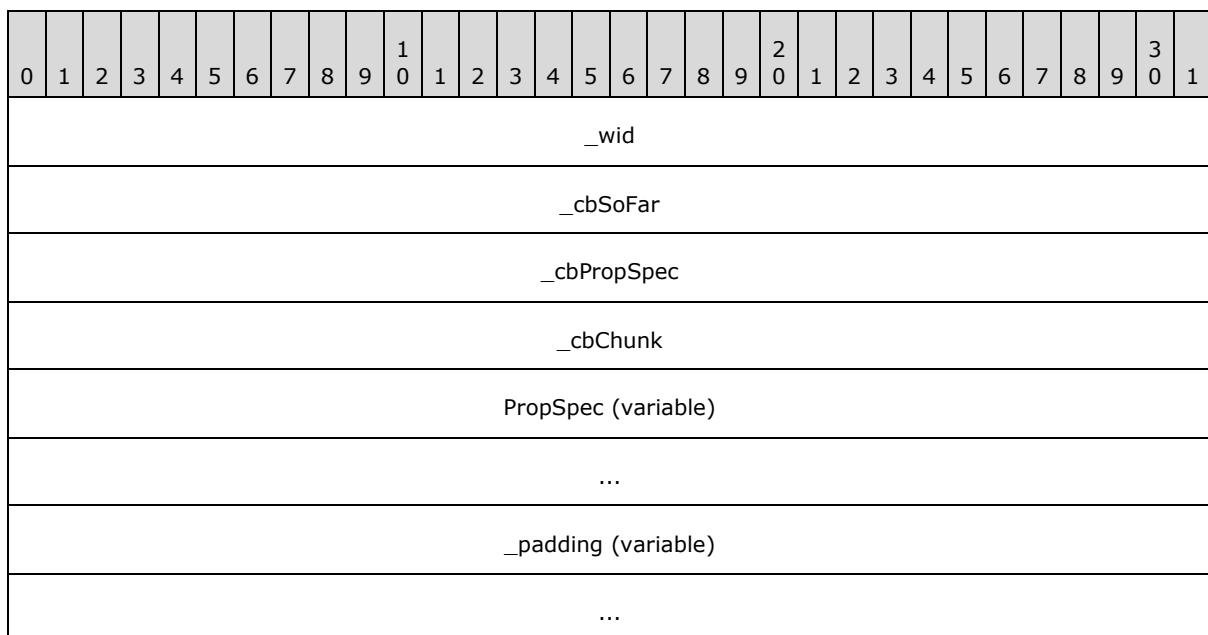 1 2 3
0 1 2 3 4 5 6 7 8 9 0 1 2 3 4 5 6 7 8 9 0 1 2 3 4 5 6 7 8 9 0 1
_wid
_cbSoFar
_cbPropSpec
_cbChunk
PropSpec (variable)
...
_padding (variable)
...